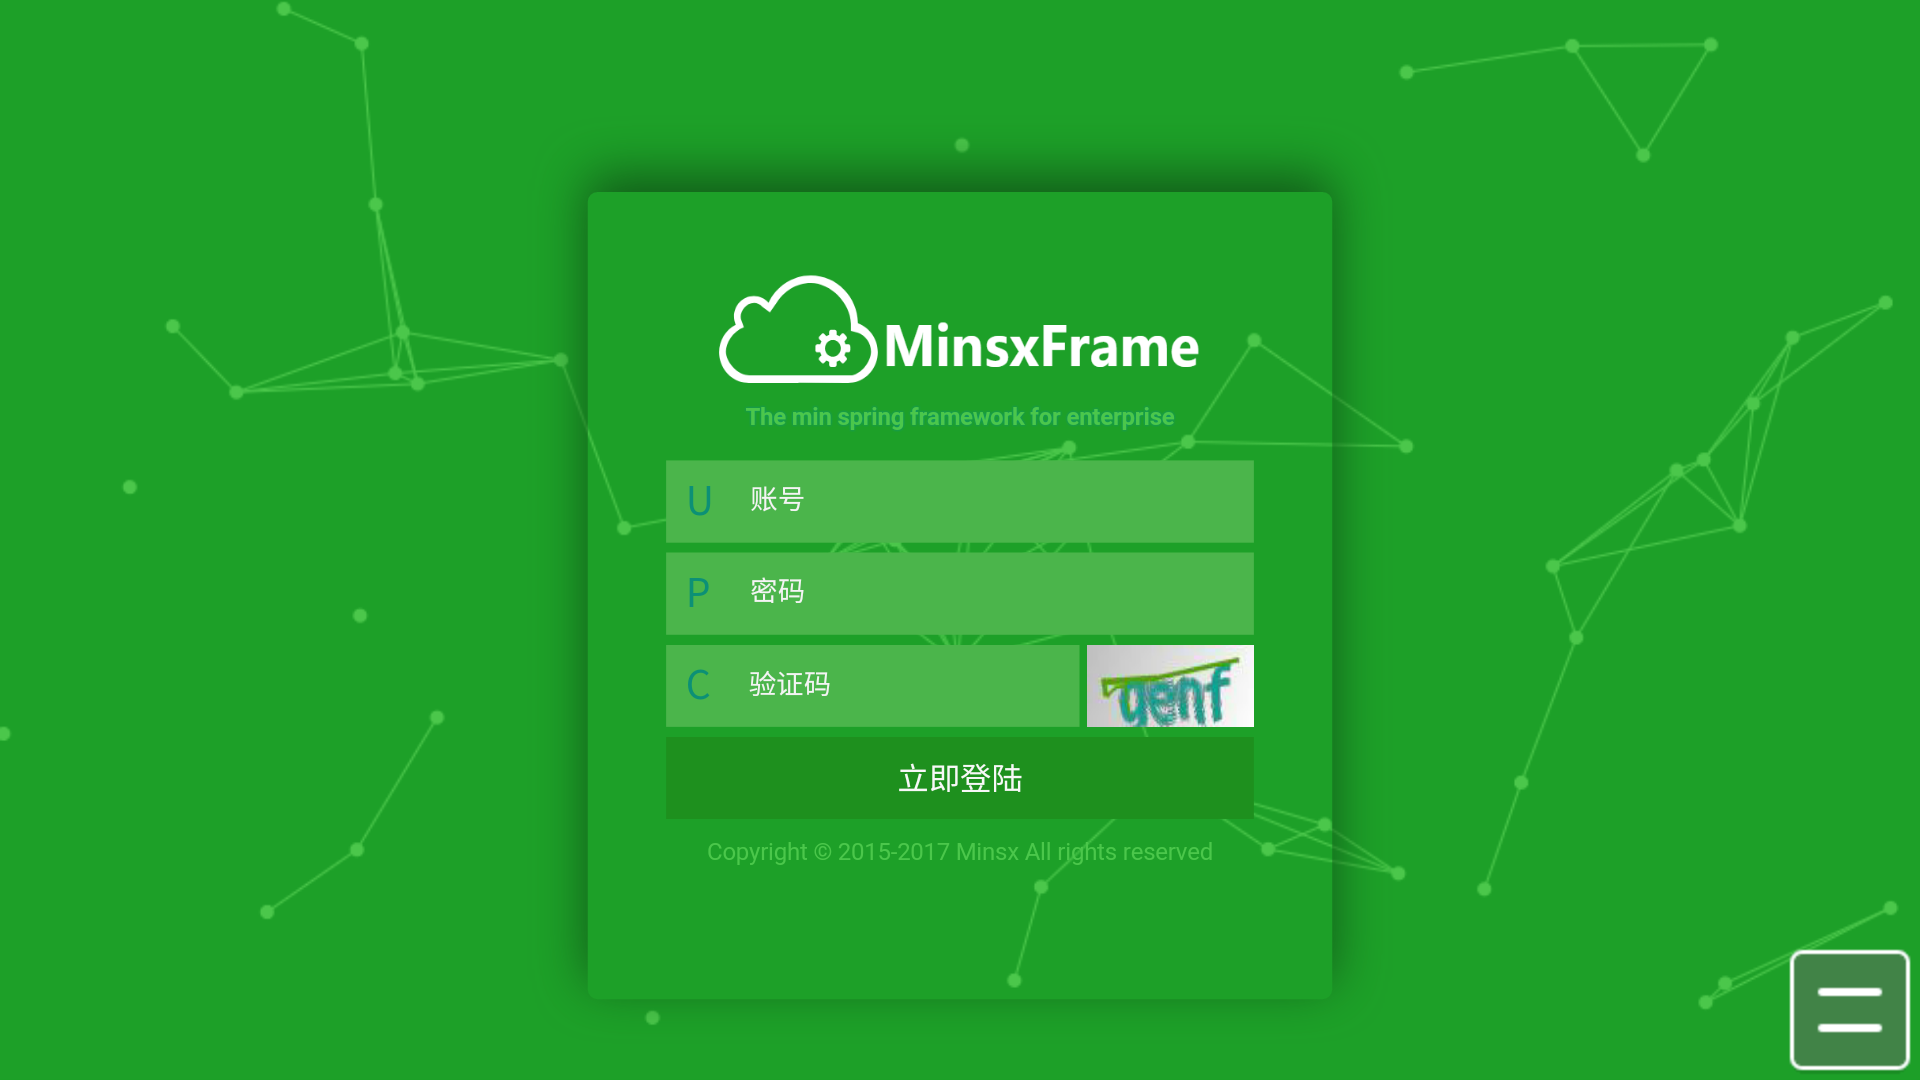 MinsxFrame
The min spring framework for enterprise
U 账号
P 密码
C 验证码
立即登陆
Copyright © 2015-2017 Minsx All rights reserved